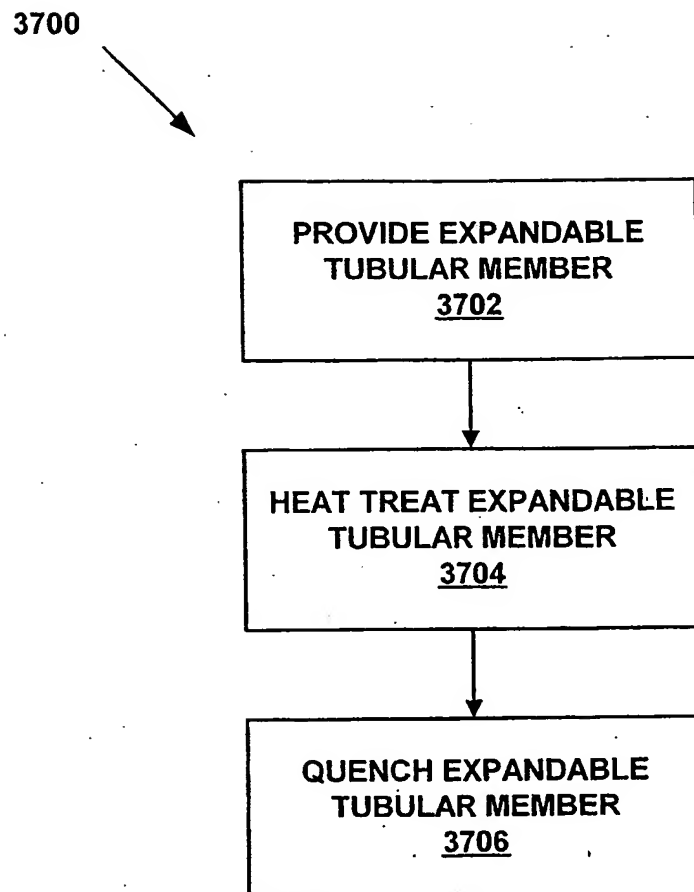 3700
PROVIDE EXPANDABLE
TUBULAR MEMBER
3702
HEAT TREAT EXPANDABLE
TUBULAR MEMBER
3704
QUENCH EXPANDABLE
TUBULAR MEMBER
3706